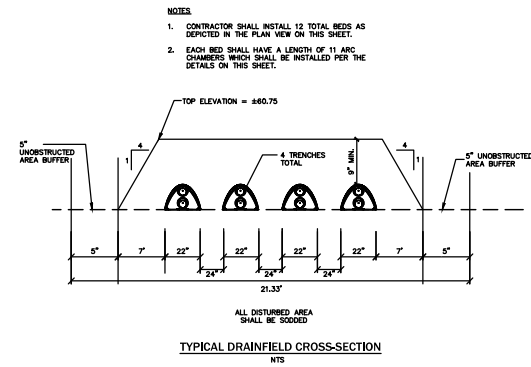 NOTES
1. CONTRACTOR SHALL INSTALL 12 TOTAL BEDS AS
DEPICTED IN THE PLAN VIEW ON THIS SHEET.
2. EACH BED SHALL HAVE A LENGTH OF 11 ARC
CHAMBERS WHICH SHALL BE INSTALLED PER THE
DETAILS ON THIS SHEET.
TOP ELEVATION = ±60.75
5"
UNOBSTRUCTED
AREA BUFFER
4
1
4 TRENCHES
TOTAL
9" MIN.
4
1
5" UNOBSTRUCTED
AREA BUFFER
5" 7' 22" 22" 22" 22" 7' 5"
24" 24" 24"
21.33'
ALL DISTURBED AREA
SHALL BE SODDED
TYPICAL DRAINFIELD CROSS-SECTION
NTS